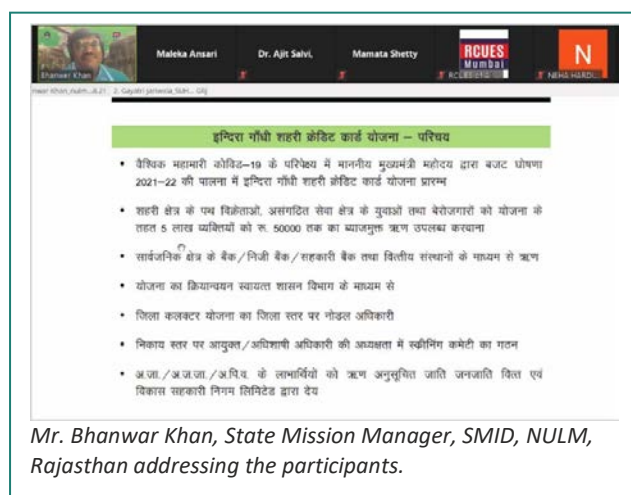 Bhanwar Khan
Maleka Ansari
Dr. Ajit Salvi,
Mamata Shetty
RCUES
Mumbai
N
NEHA HARDI...
इन्दिरा गाँधी शहरी क्रेडिट कार्ड योजना – परिचय
• वैश्विक महामारी कोविड–19 के परिपेक्ष्य में माननीय मुख्यमंत्री महोदय द्वारा बजट घोषणा
2021–22 की पालना में इन्दिरा गाँधी शहरी क्रेडिट कार्ड योजना प्रारम्भ
• शहरी क्षेत्र के पथ विक्रेताओं, असंगठित सेवा क्षेत्र के युवाओं तथा बेरोजगारों को योजना के
तहत 5 लाख व्यक्तियों को रू. 50000 तक का ब्याजमुक्त ऋण उपलब्ध करवाना
• सार्वजनिक क्षेत्र के बैंक/निजी बैंक/सहकारी बैंक तथा वित्तीय संस्थानों के माध्यम से ऋण
• योजना का क्रियान्वयन स्वायत्त शासन विभाग के माध्यम से
• जिला कलक्टर योजना का जिला स्तर पर नोडल अधिकारी
• निकाय स्तर पर आयुक्त/अधिशाषी अधिकारी की अध्यक्षता में स्क्रीनिंग कमेटी का गठन
• अ.जा./अ.ज.जा./अ.पि.व. के लाभार्थियों को ऋण अनुसूचित जाति जनजाति वित्त एवं
विकास सहकारी निगम लिमिटेड द्वारा देय
Mr. Bhanwar Khan, State Mission Manager, SMID, NULM,
Rajasthan addressing the participants.